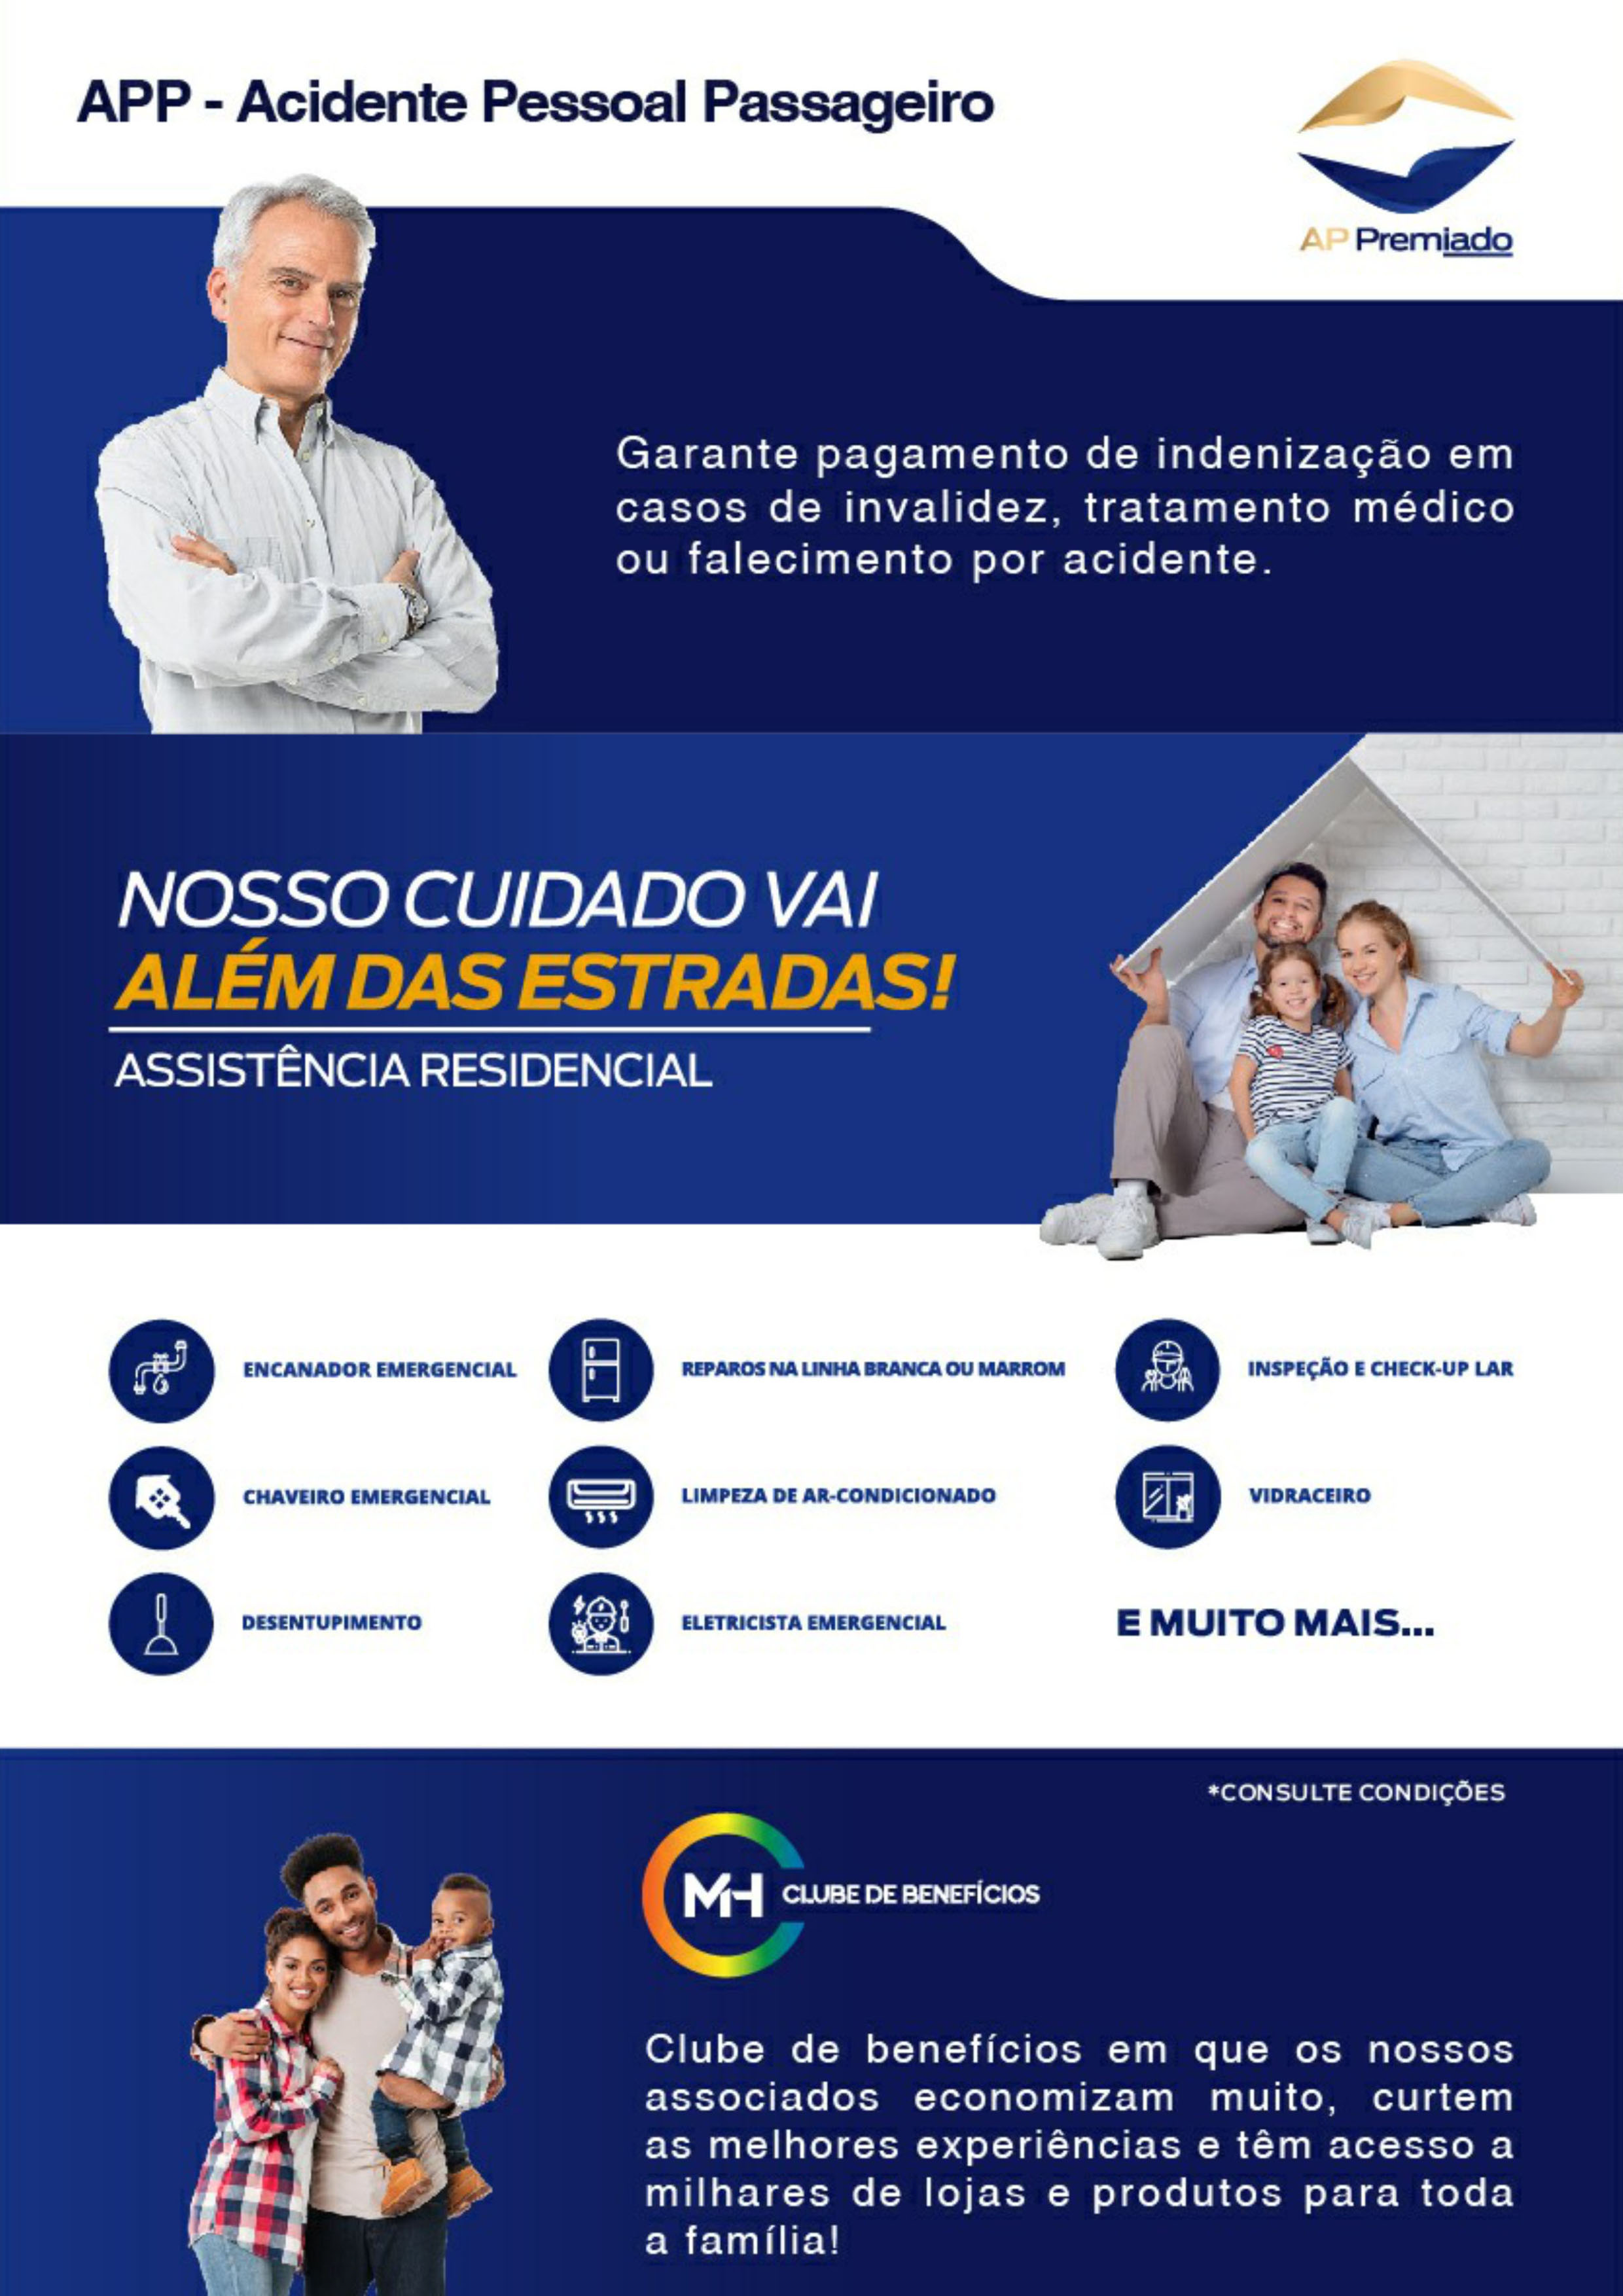 APP - Acidente Pessoal Passageiro
AP Premiado
Garante pagamento de indenização em
casos de invalidez, tratamento médico
ou falecimento por acidente.
NOSSO CUIDADO VAI
ALÉM DAS ESTRADAS!
ASSISTÊNCIA RESIDENCIAL
ENCANADOR EMERGENCIAL
REPAROS NA LINHA BRANCA OU MARROM
INSPEÇÃO E CHECK-UP LAR
CHAVEIRO EMERGENCIAL
LIMPEZA DE AR-CONDICIONADO
VIDRACEIRO
DESENTUPIMENTO
ELETRICISTA EMERGENCIAL
E MUITO MAIS...
*CONSULTE CONDIÇÕES
MH CLUBE DE BENEFÍCIOS
Clube de benefícios em que os nossos
associados economizam muito, curtem
as melhores experiências e têm acesso a
milhares de lojas e produtos para toda
a família!